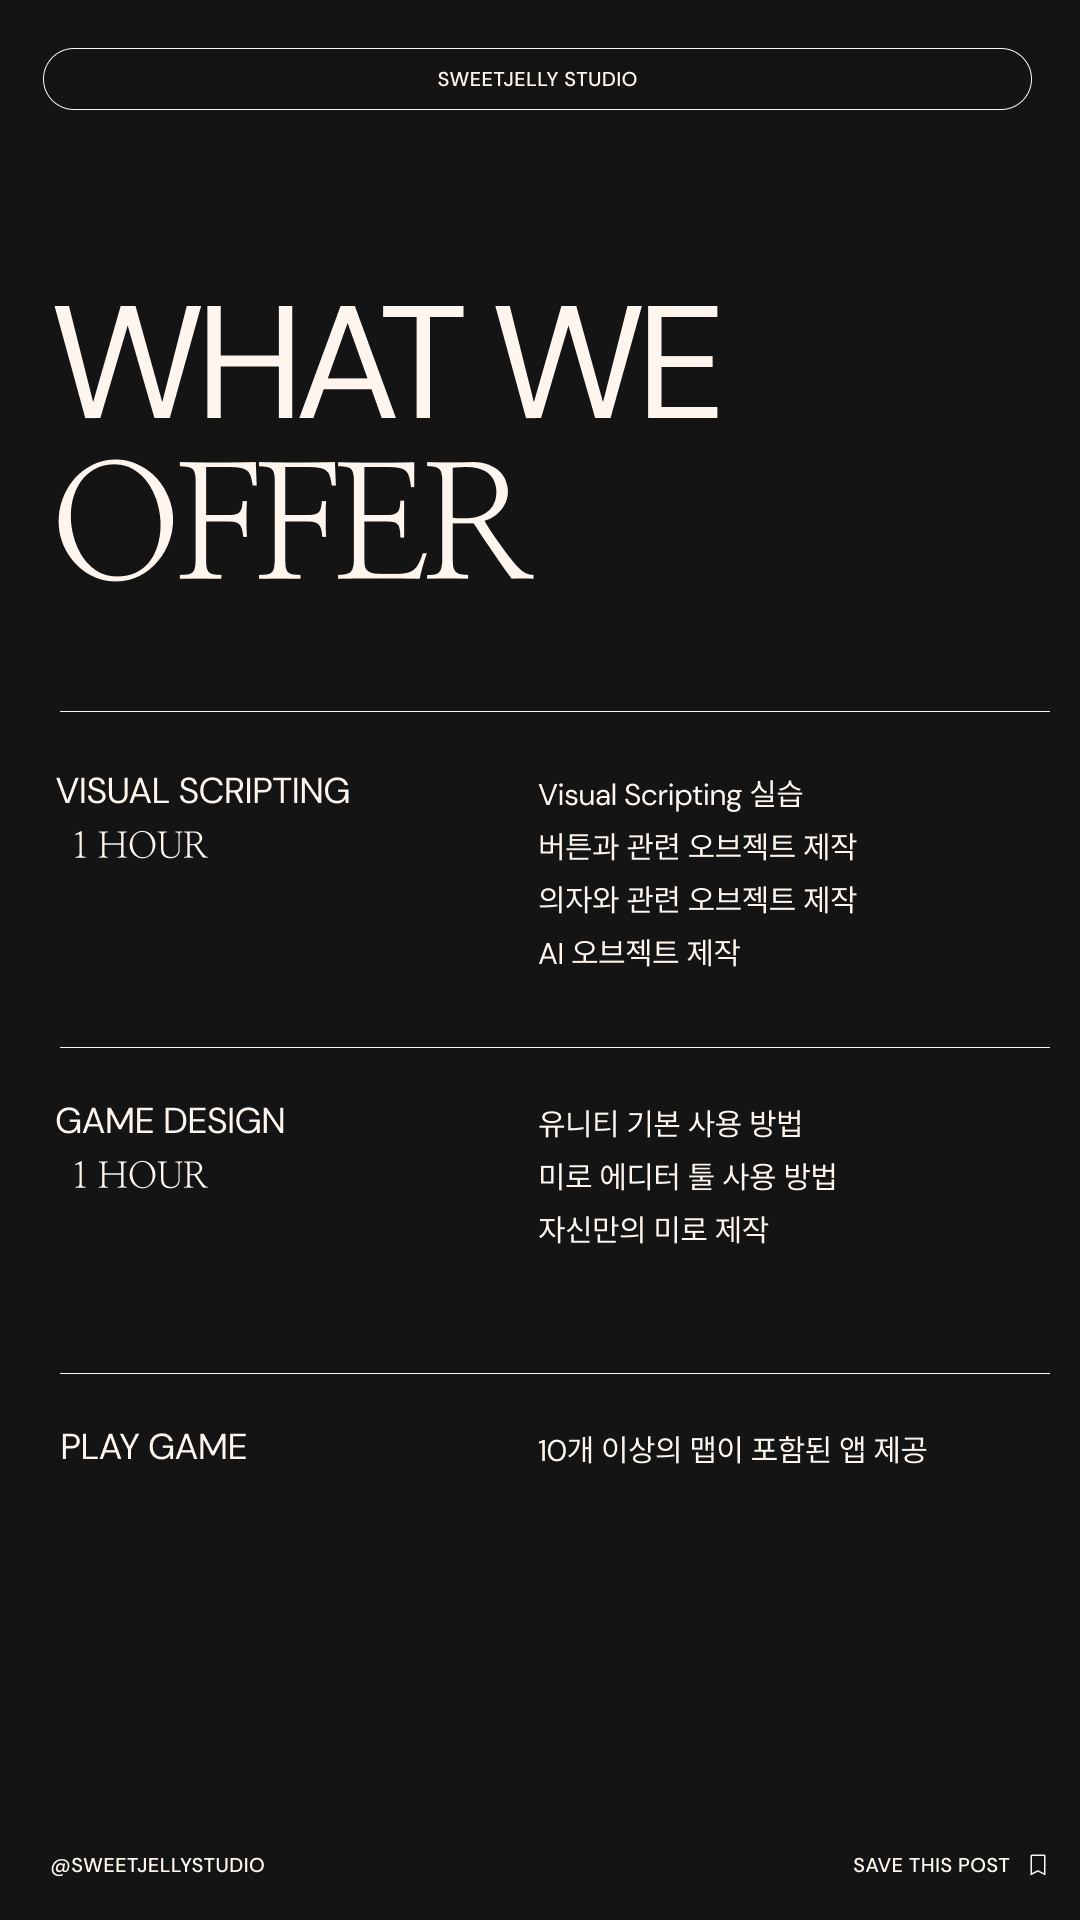 SWEETJELLY STUDIO
WHAT WE
OFFER
VISUAL SCRIPTING
1 HOUR
Visual Scripting 실습
버튼과 관련 오브젝트 제작
의자와 관련 오브젝트 제작
AI 오브젝트 제작
GAME DESIGN
1 HOUR
유니티 기본 사용 방법
미로 에디터 툴 사용 방법
자신만의 미로 제작
PLAY GAME
10개 이상의 맵이 포함된 앱 제공
@SWEETJELLYSTUDIO
SAVE THIS POST